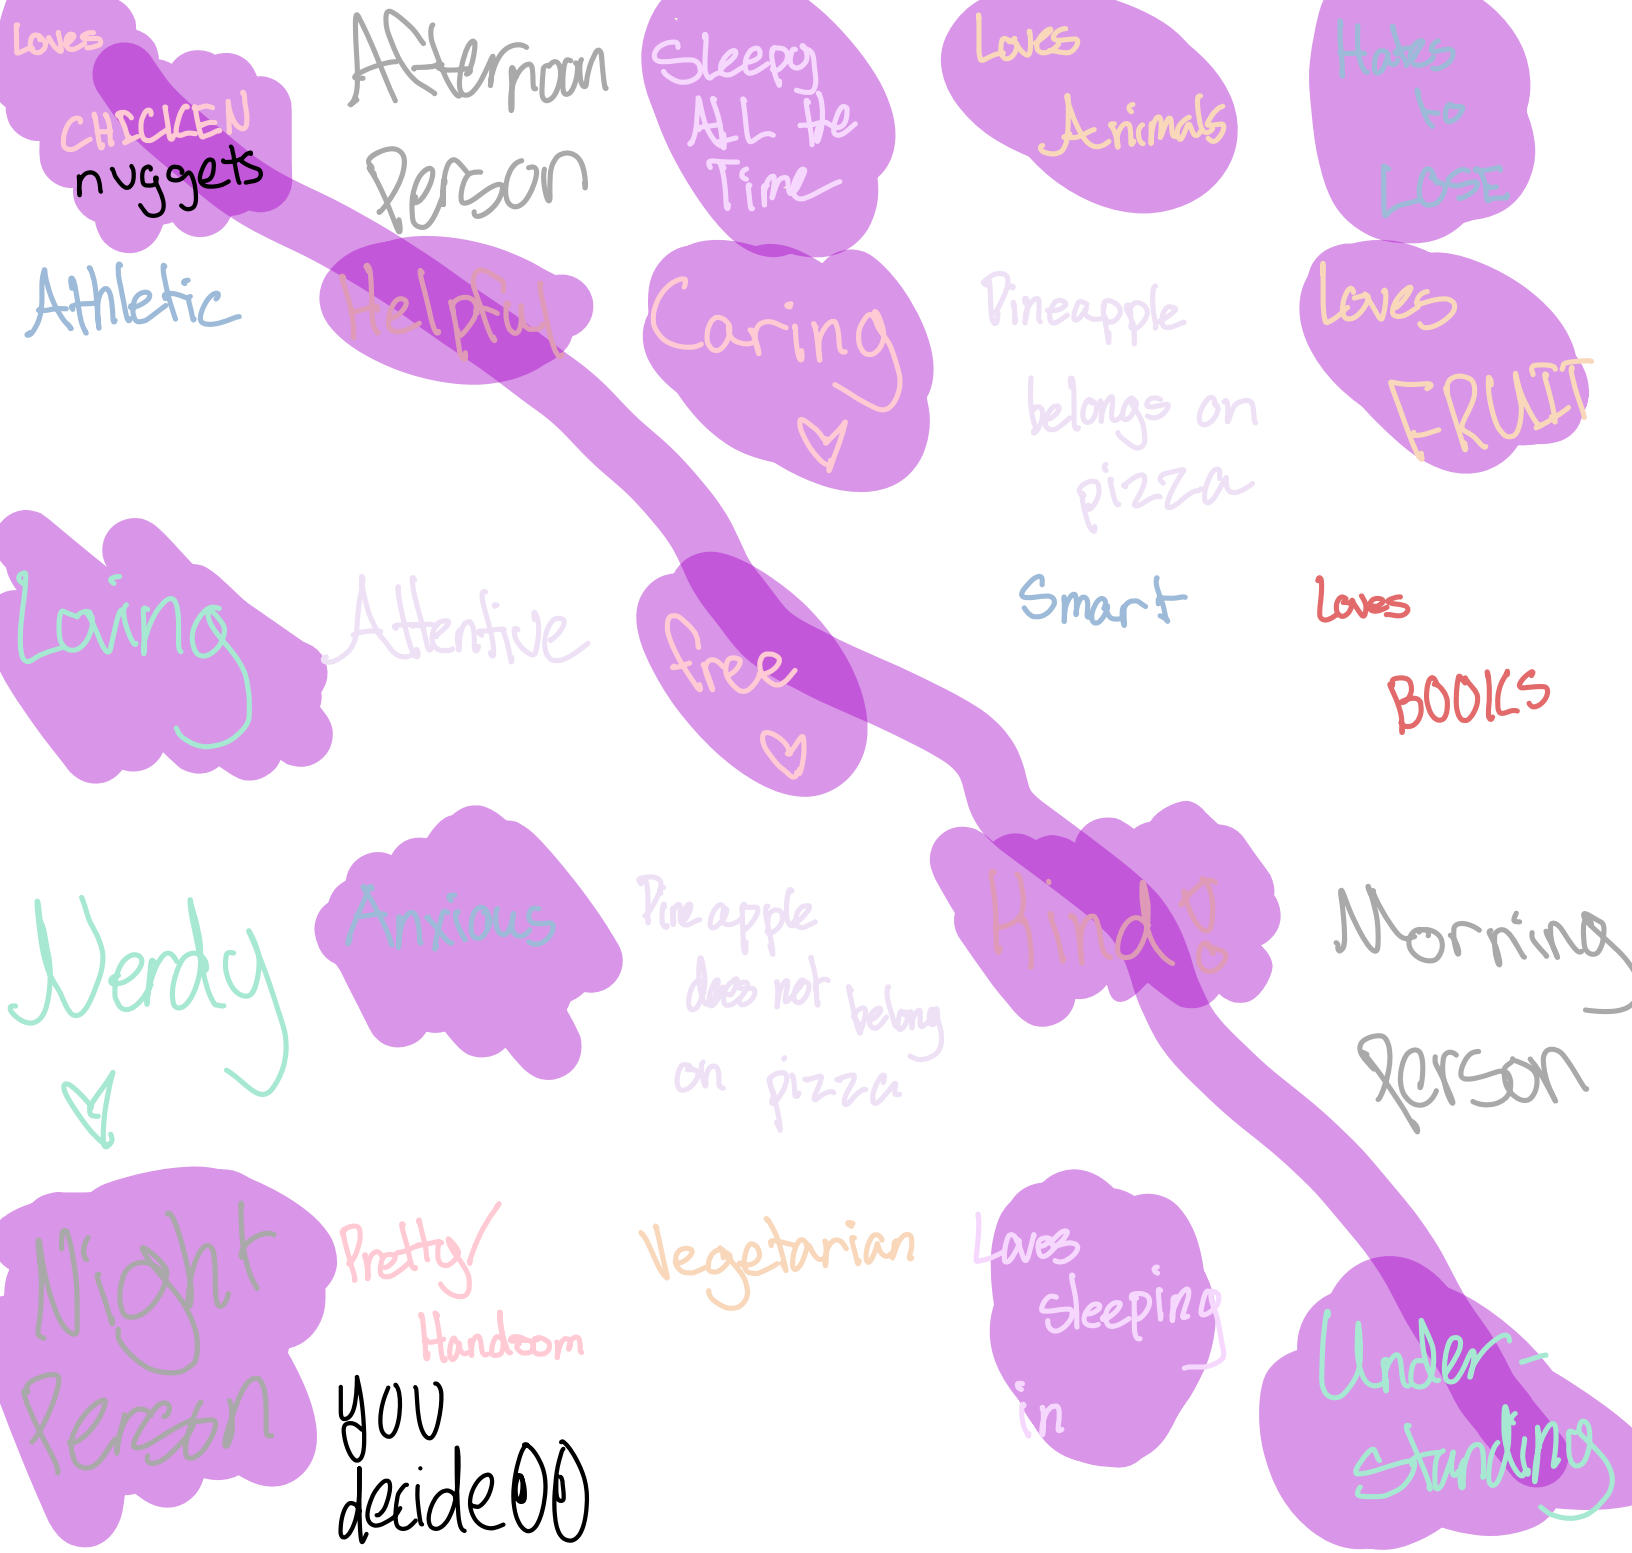 Loves
CHICKEN
nuggets
Afternoon
Person
Sleepy
ALL the
Time
Loves
Animals
Hates
to
LOSE
Athletic
Helpful
Caring
Pineapple
belongs on
pizza
Loves
FRUIT
Loving
Attentive
free
Smart
Loves
BOOKS
Nerdy
Anxious
Pineapple
does not
belong
on pizza
Kind!
Morning
Person
Night
Person
Pretty/
Handsom
you
decide
Vegetarian
Loves
sleeping
in
Under-
standing